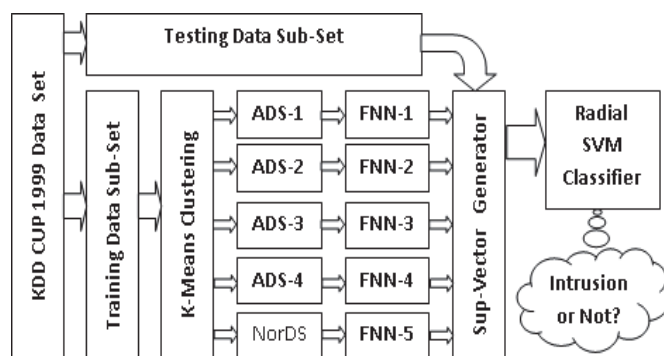 KDD CUP 1999 Data Set
Testing Data Sub-Set
Training Data Sub-Set
K-Means Clustering
ADS-1
FNN-1
ADS-2
FNN-2
ADS-3
FNN-3
ADS-4
FNN-4
NorDS
FNN-5
Sup-Vector Generator
Radial
SVM
Classifier
Intrusion
or Not?